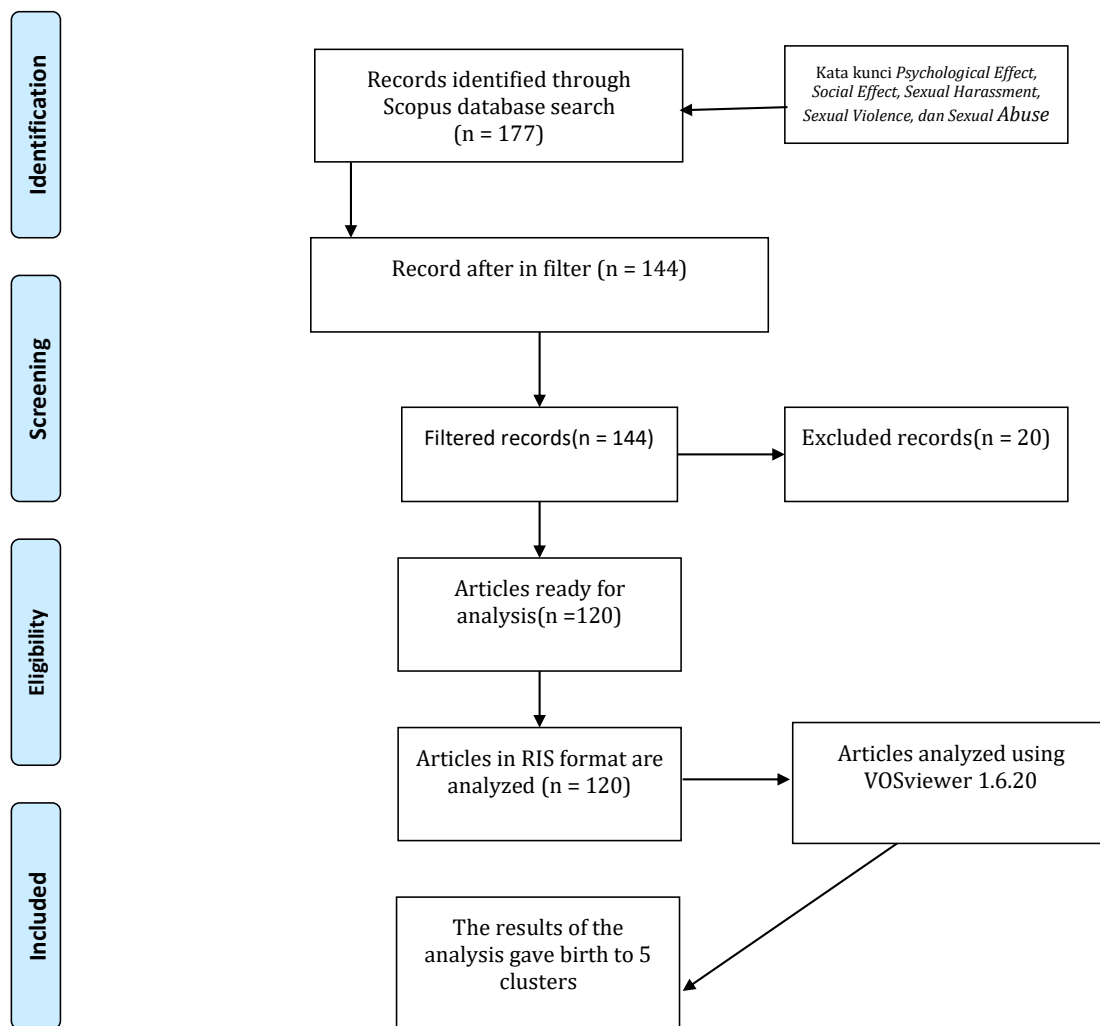 Identification
Records identified through
Scopus database search
(n = 177)
Kata kunci Psychological Effect,
Social Effect, Sexual Harassment,
Sexual Violence, dan Sexual Abuse
Record after in filter (n = 144)
Screening
Filtered records(n = 144)
Excluded records(n = 20)
Eligibility
Articles ready for
analysis(n =120)
Articles in RIS format are
analyzed (n = 120)
Articles analyzed using
VOSviewer 1.6.20
Included
The results of the
analysis gave birth to 5
clusters